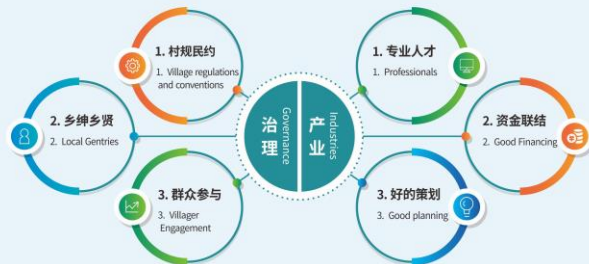 1. 村规民约
1. Village regulations
and conventions
2. 乡绅乡贤
2. Local Gentries
3. 群众参与
3. Villager
Engagement
治理
Governance
产业
Industries
1. 专业人才
1. Professionals
2. 资金联结
2. Good Financing
3. 好的策划
3. Good planning